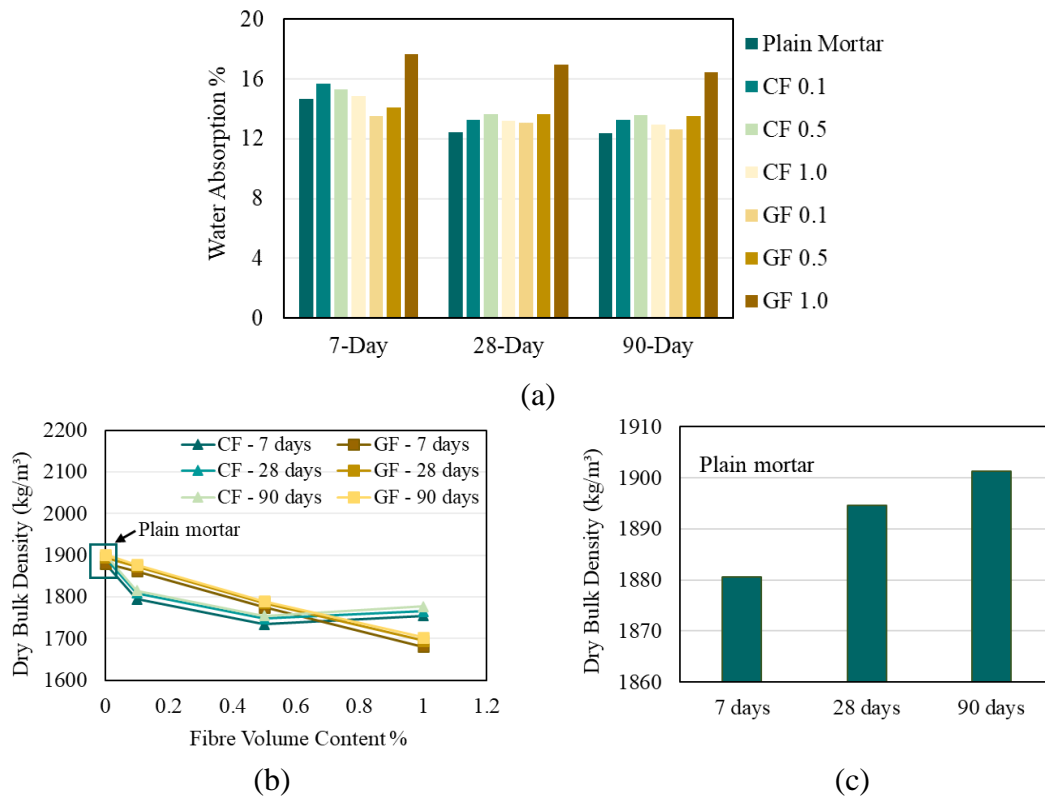 20
16
12
8
4
0
Water Absorption %
7-Day
28-Day
90-Day
Plain Mortar
CF 0.1
CF 0.5
CF 1.0
GF 0.1
GF 0.5
GF 1.0
(a)
2200
2100
2000
1900
1800
1700
1600
Dry Bulk Density (kg/m³)
CF - 7 days
GF - 7 days
CF - 28 days
GF - 28 days
CF - 90 days
GF - 90 days
Plain mortar
0
0.2
0.4
0.6
0.8
1
1.2
Fibre Volume Content %
(b)
1910
1900
1890
1880
1870
1860
Dry Bulk Density (kg/m³)
Plain mortar
7 days
28 days
90 days
(c)